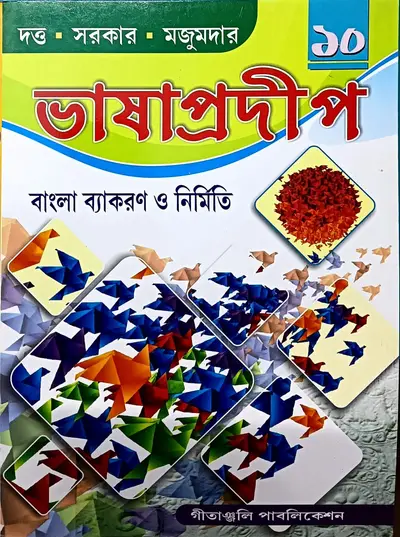 দত্ত • সরকার • মজুমদার
১০
ভাষাপ্রদীপ
বাংলা ব্যাকরণ ও নির্মিতি
গীতাঞ্জলি পাবলিকেশন